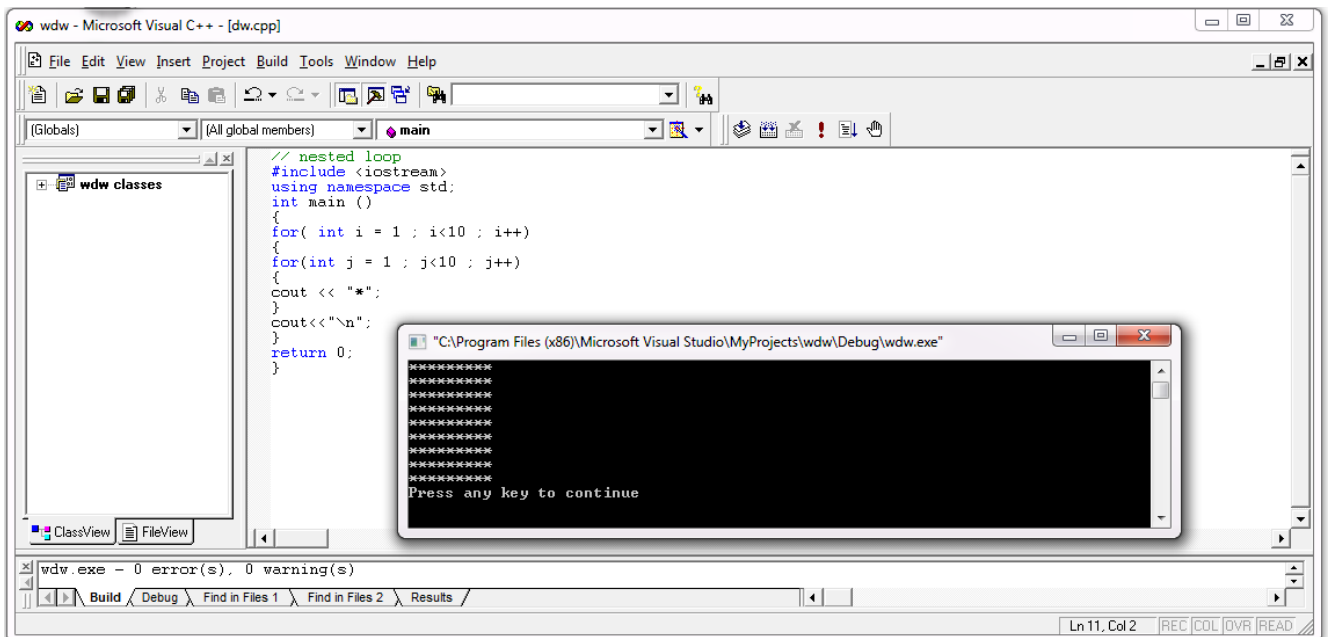 wdw - Microsoft Visual C++ - [dw.cpp]
File Edit View Insert Project Build Tools Window Help
(Globals) (All global members) main
wdw classes
// nested loop
#include <iostream>
using namespace std;
int main ()
{
for( int i = 1 ; i<10 ; i++)
{
for(int j = 1 ; j<10 ; j++)
{
cout << "*";
}
cout<<"\n";
}
return 0;
}
"C:\Program Files (x86)\Microsoft Visual Studio\MyProjects\wdw\Debug\wdw.exe"
*********
*********
*********
*********
*********
*********
*********
*********
*********
Press any key to continue
ClassView FileView
wdw.exe - 0 error(s), 0 warning(s)
Build Debug Find in Files 1 Find in Files 2 Results
Ln 11, Col 2 REC COL OVR READ